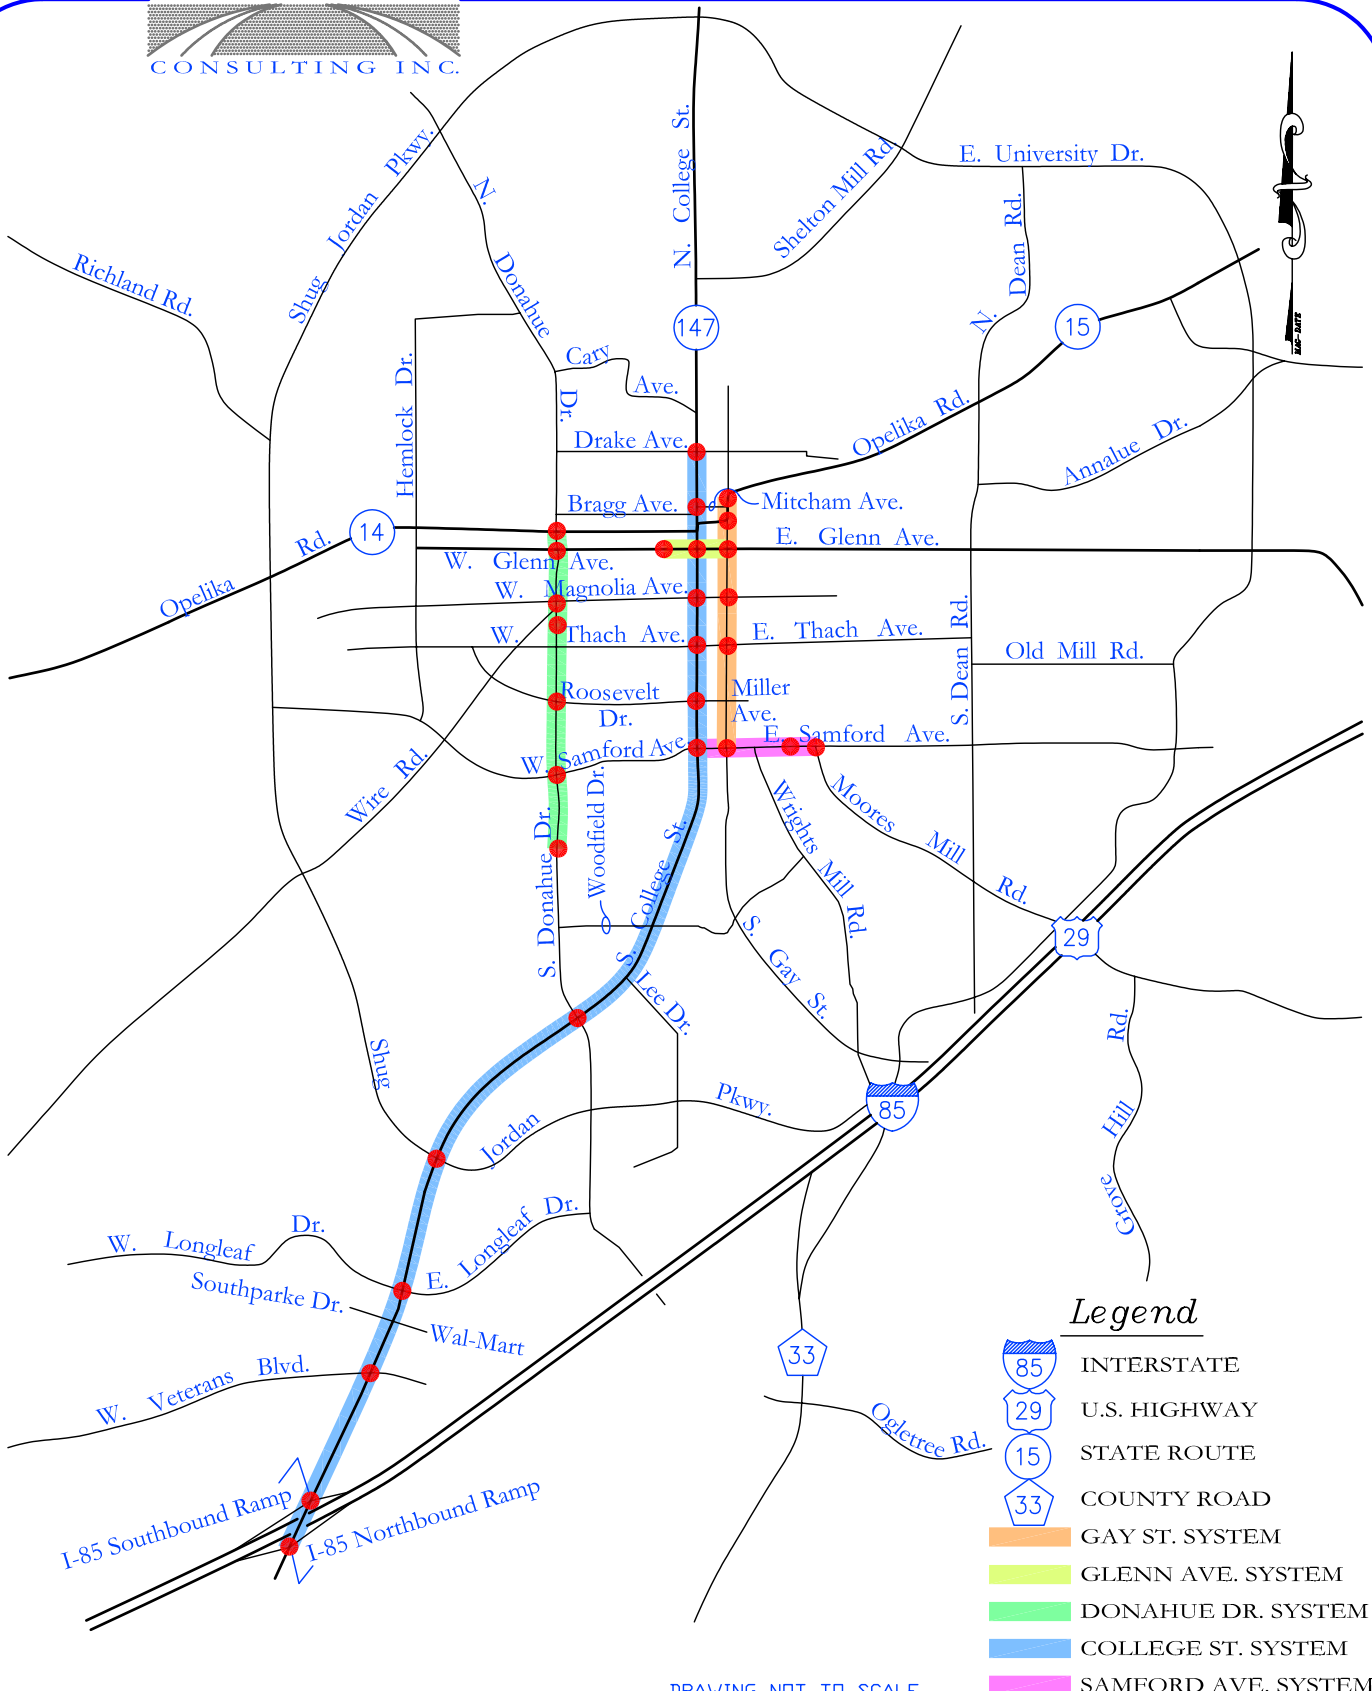 CONSULTING INC.
Shug Jordan Pkwy.
N. Donahue Dr.
N. College St.
Shelton Mill Rd.
E. University Dr.
N. Dean Rd.
MAG-DATE
Richland Rd.
147
15
Cary Ave.
Hemlock Dr.
Drake Ave.
Opelika Rd.
Annalue Dr.
Bragg Ave.
Mitcham Ave.
14
Opelika Rd.
W. Glenn Ave.
E. Glenn Ave.
W. Magnolia Ave.
W. Thach Ave.
E. Thach Ave.
S. Dean Rd.
Old Mill Rd.
Roosevelt Dr.
Miller Ave.
W. Samford Ave.
E. Samford Ave.
Wire Rd.
S. Donahue Dr.
Woodfield Dr.
S. College St.
Wrights Mill Rd.
Moores Mill Rd.
29
S. Gay St.
Lee Dr.
Shug Jordan Pkwy.
85
Grove Hill Rd.
W. Longleaf Dr.
E. Longleaf Dr.
Southparke Dr.
Wal-Mart
W. Veterans Blvd.
33
Ogletree Rd.
I-85 Southbound Ramp
I-85 Northbound Ramp
Legend
85 INTERSTATE
29 U.S. HIGHWAY
15 STATE ROUTE
33 COUNTY ROAD
GAY ST. SYSTEM
GLENN AVE. SYSTEM
DONAHUE DR. SYSTEM
COLLEGE ST. SYSTEM
SAMFORD AVE. SYSTEM
DRAWING NOT TO SCALE